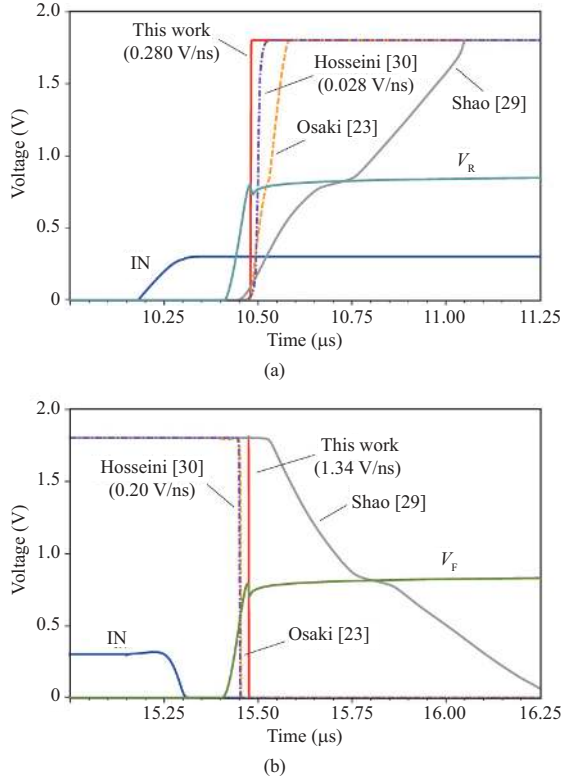 2.0
This work
(0.280 V/ns)
Hosseini [30]
(0.028 V/ns)
Shao [29]
1.5
Osaki [23]
Voltage (V)
1.0
V_R
0.5
IN
0
10.25 10.50 10.75 11.00 11.25
Time (μs)
(a)
2.0
Hosseini [30]
(0.20 V/ns)
This work
(1.34 V/ns)
1.5
Shao [29]
Voltage (V)
1.0
V_F
0.5
IN
Osaki [23]
0
15.25 15.50 15.75 16.00 16.25
Time (μs)
(b)